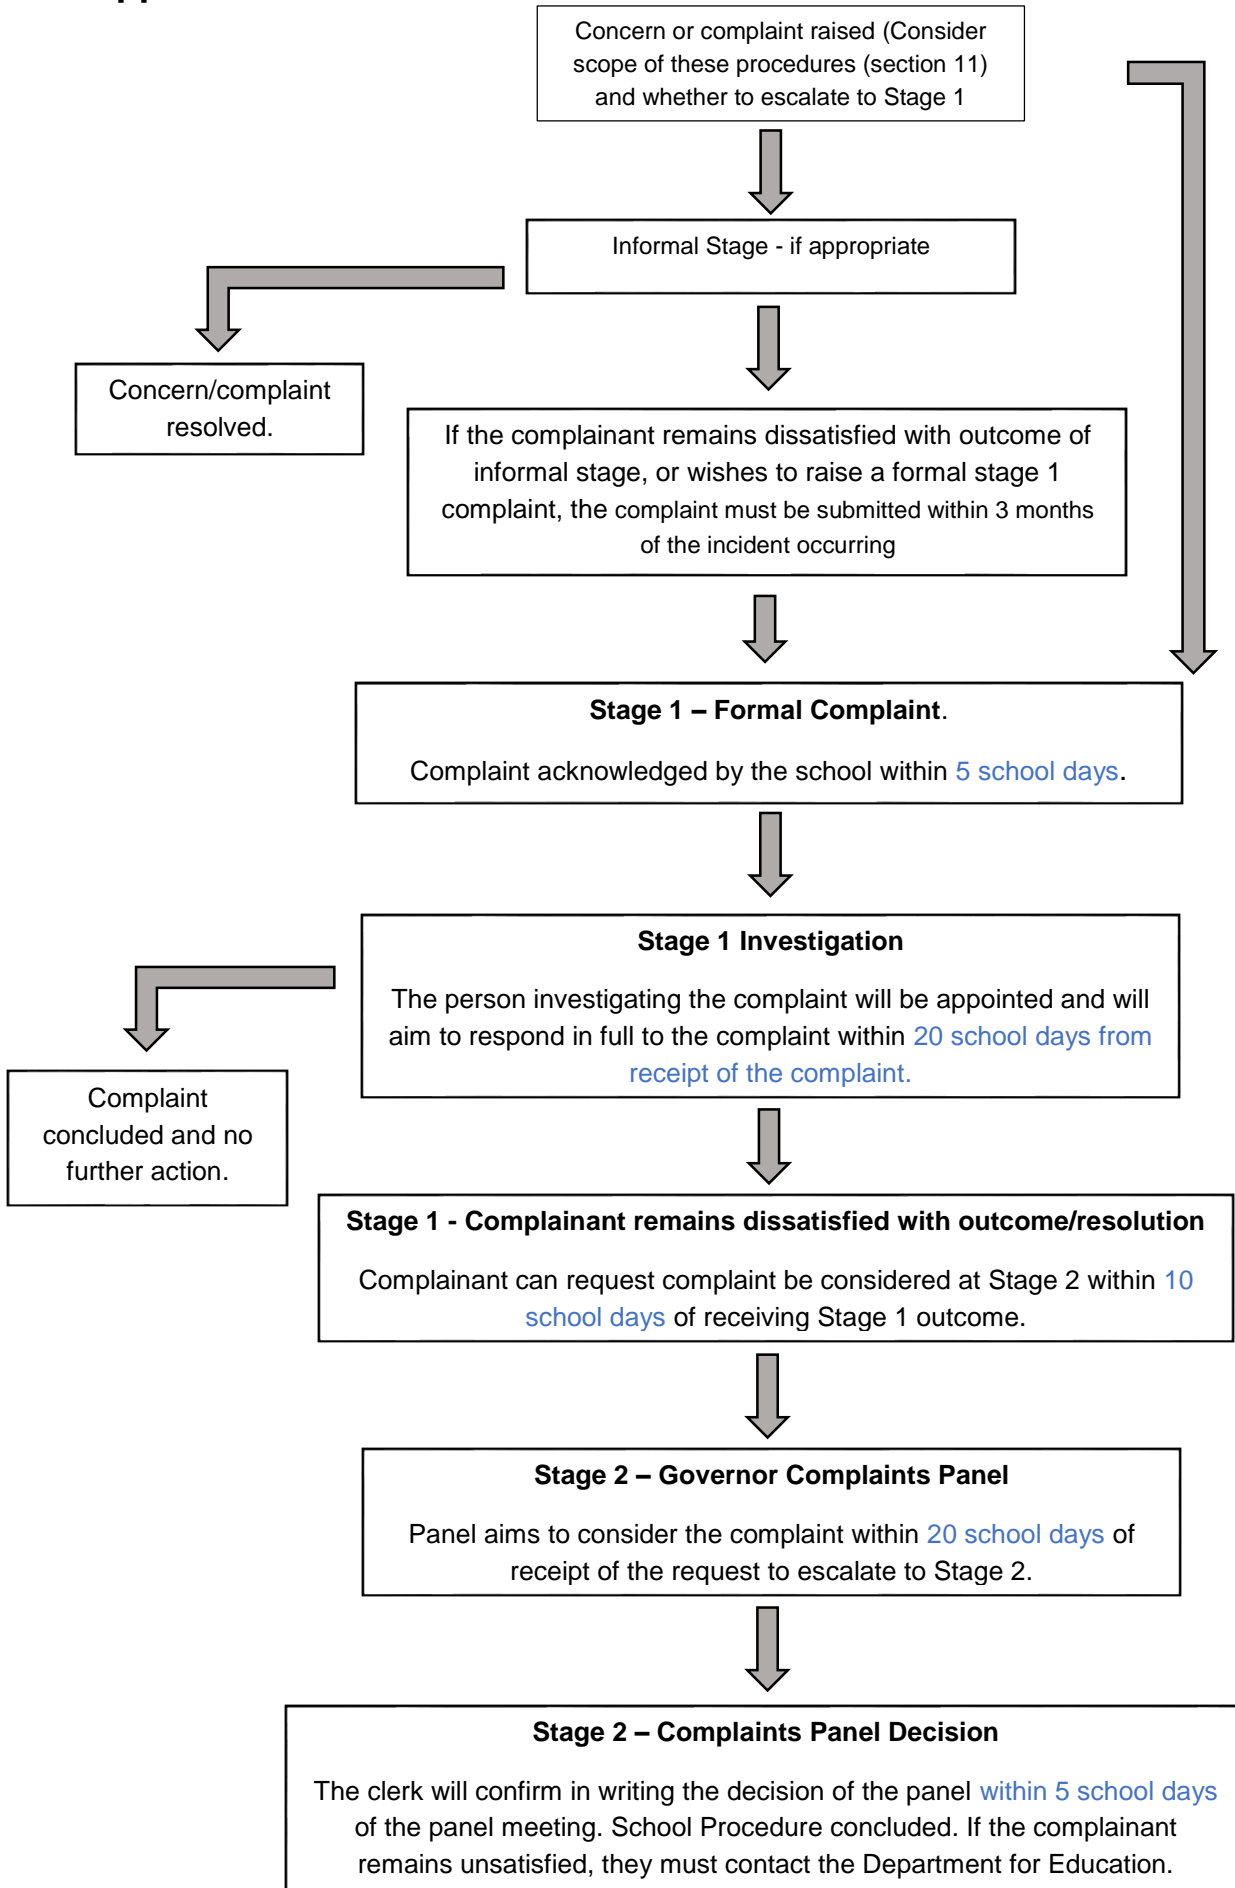 Concern or complaint raised (Consider
scope of these procedures (section 11)
and whether to escalate to Stage 1
Informal Stage - if appropriate
Concern/complaint
resolved.
If the complainant remains dissatisfied with outcome of
informal stage, or wishes to raise a formal stage 1
complaint, the complaint must be submitted within 3 months
of the incident occurring
Stage 1 – Formal Complaint.
Complaint acknowledged by the school within 5 school days.
Stage 1 Investigation
The person investigating the complaint will be appointed and will
aim to respond in full to the complaint within 20 school days from
receipt of the complaint.
Complaint
concluded and no
further action.
Stage 1 - Complainant remains dissatisfied with outcome/resolution
Complainant can request complaint be considered at Stage 2 within 10
school days of receiving Stage 1 outcome.
Stage 2 – Governor Complaints Panel
Panel aims to consider the complaint within 20 school days of
receipt of the request to escalate to Stage 2.
Stage 2 – Complaints Panel Decision
The clerk will confirm in writing the decision of the panel within 5 school days
of the panel meeting. School Procedure concluded. If the complainant
remains unsatisfied, they must contact the Department for Education.